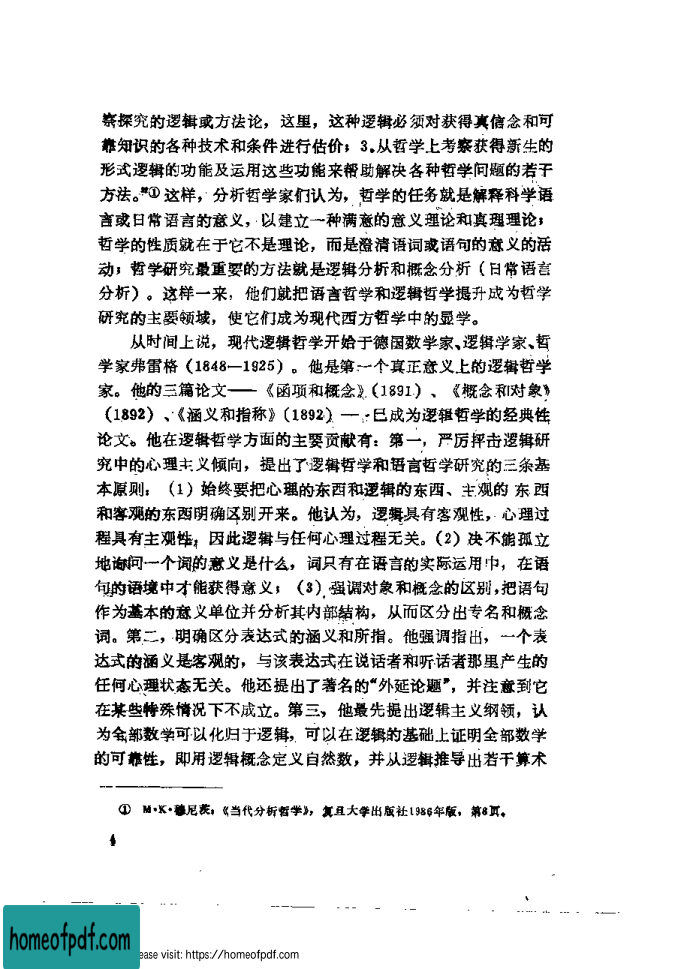 察探究的逻辑或方法论，这里，这种逻辑必须对获得真信念和可
靠知识的各种技术和条件进行估价；3.从哲学上考察获得新生的
形式逻辑的功能及运用这些功能来帮助解决各种哲学问题的若干
方法。”①这样，分析哲学家们认为，哲学的任务就是解释科学语
言或日常语言的意义，以建立一种满意的意义理论和真理理论；
哲学的性质就在于它不是理论，而是澄清语词或语句的意义的活
动；哲学研究最重要的方法就是逻辑分析和概念分析（日常语言
分析）。这样一来，他们就把语言哲学和逻辑哲学提升成为哲学
研究的主要领域，使它们成为现代西方哲学中的显学。
从时间上说，现代逻辑哲学开始于德国数学家、逻辑学家、哲
学家弗雷格（1848—1925）。他是第一个真正意义上的逻辑哲学
家。他的三篇论文——《函项和概念》（1891）、《概念和对象》
（1892）、《涵义和指称》（1892）——已成为逻辑哲学的经典性
论文。他在逻辑哲学方面的主要贡献有：第一，严厉抨击逻辑研
究中的心理主义倾向，提出了逻辑哲学和语言哲学研究的三条基
本原则：（1）始终要把心理的东西和逻辑的东西、主观的东西
和客观的东西明确区别开来。他认为，逻辑具有客观性，心理过
程具有主观性，因此逻辑与任何心理过程无关。（2）决不能孤立
地询问一个词的意义是什么，词只有在语言的实际运用中，在语
句的语境中才能获得意义；（3）强调对象和概念的区别，把语句
作为基本的意义单位并分析其内部结构，从而区分出专名和概念
词。第二，明确区分表达式的涵义和所指。他强调指出，一个表
达式的涵义是客观的，与该表达式在说话者和听话者那里产生的
任何心理状态无关。他还提出了著名的“外延论题”，并注意到它
在某些特殊情况下不成立。第三，他最先提出逻辑主义纲领，认
为全部数学可以化归于逻辑，可以在逻辑的基础上证明全部数学
的可靠性，即用逻辑概念定义自然数，并从逻辑推导出若干算术
① M·K·穆尼茨：《当代分析哲学》，复旦大学出版社1986年版，第6页。
4
homeofpdf.com
ease visit: https://homeofpdf.com